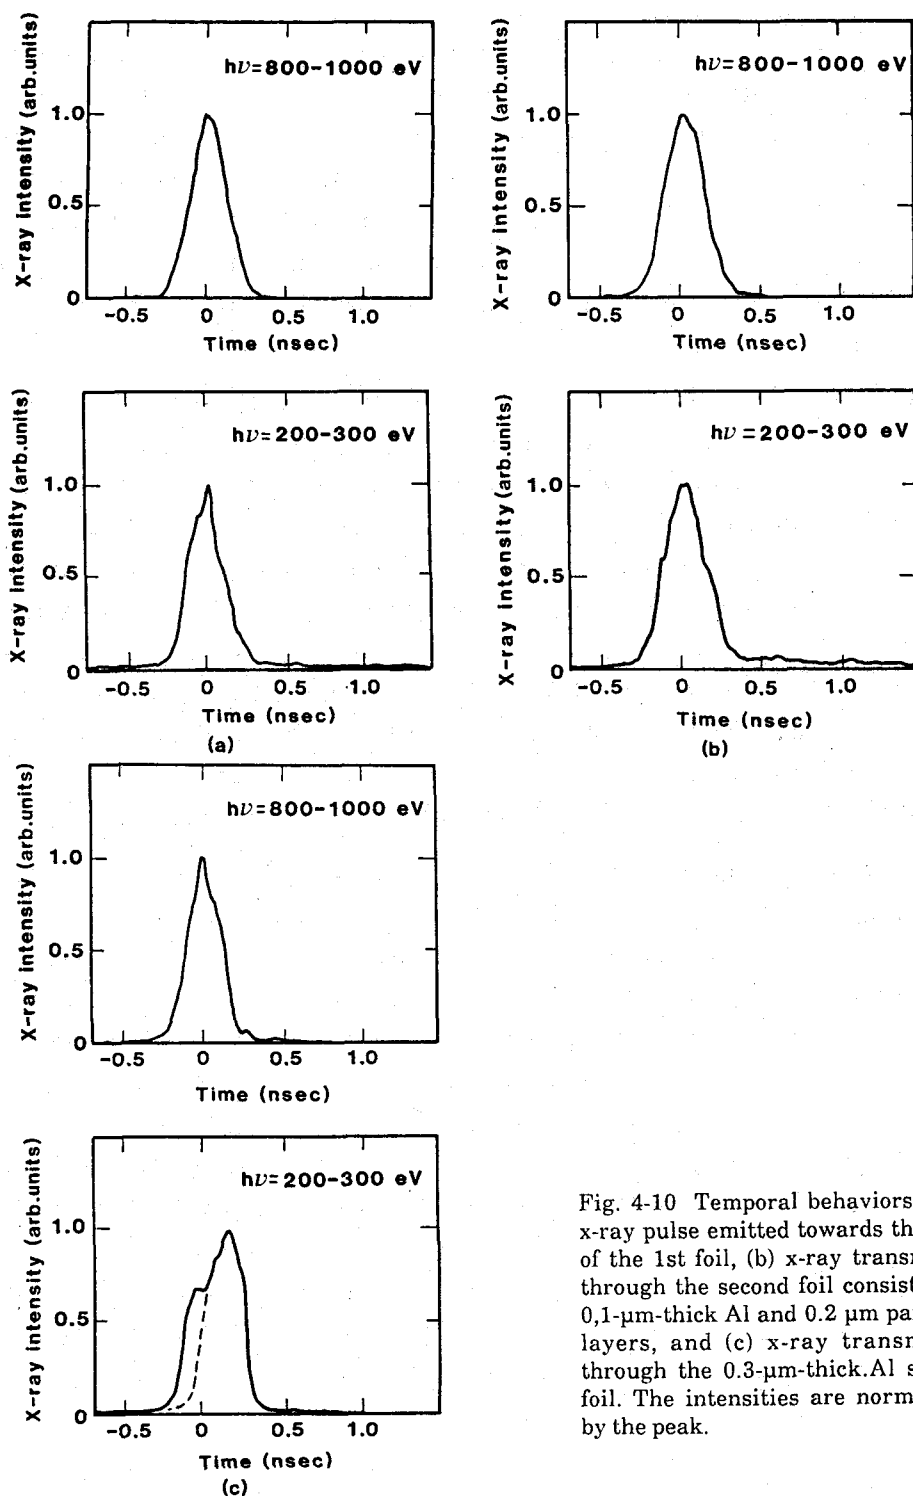 X-ray intensity (arb.units)
hν=800-1000 eV
1.0
0.5
0
-0.5 0 0.5 1.0
Time (nsec)
X-ray intensity (arb.units)
hν=800-1000 eV
1.0
0.5
0
-0.5 0 0.5 1.0
Time (nsec)
X-ray intensity (arb.units)
hν=200-300 eV
1.0
0.5
0
-0.5 0 0.5 1.0
Time (nsec)
(a)
X-ray intensity (arb.units)
hν=200-300 eV
1.0
0.5
0
-0.5 0 0.5 1.0
Time (nsec)
(b)
X-ray intensity (arb.units)
hν=800-1000 eV
1.0
0.5
0
-0.5 0 0.5 1.0
Time (nsec)
X-ray intensity (arb.units)
hν=200-300 eV
1.0
0.5
0
-0.5 0 0.5 1.0
Time (nsec)
(c)
Fig. 4-10 Temporal behaviors
x-ray pulse emitted towards th
of the 1st foil, (b) x-ray transm
through the second foil consist
0,1-μm-thick Al and 0.2 μm pa
layers, and (c) x-ray transm
through the 0.3-μm-thick.Al s
foil. The intensities are norm
by the peak.